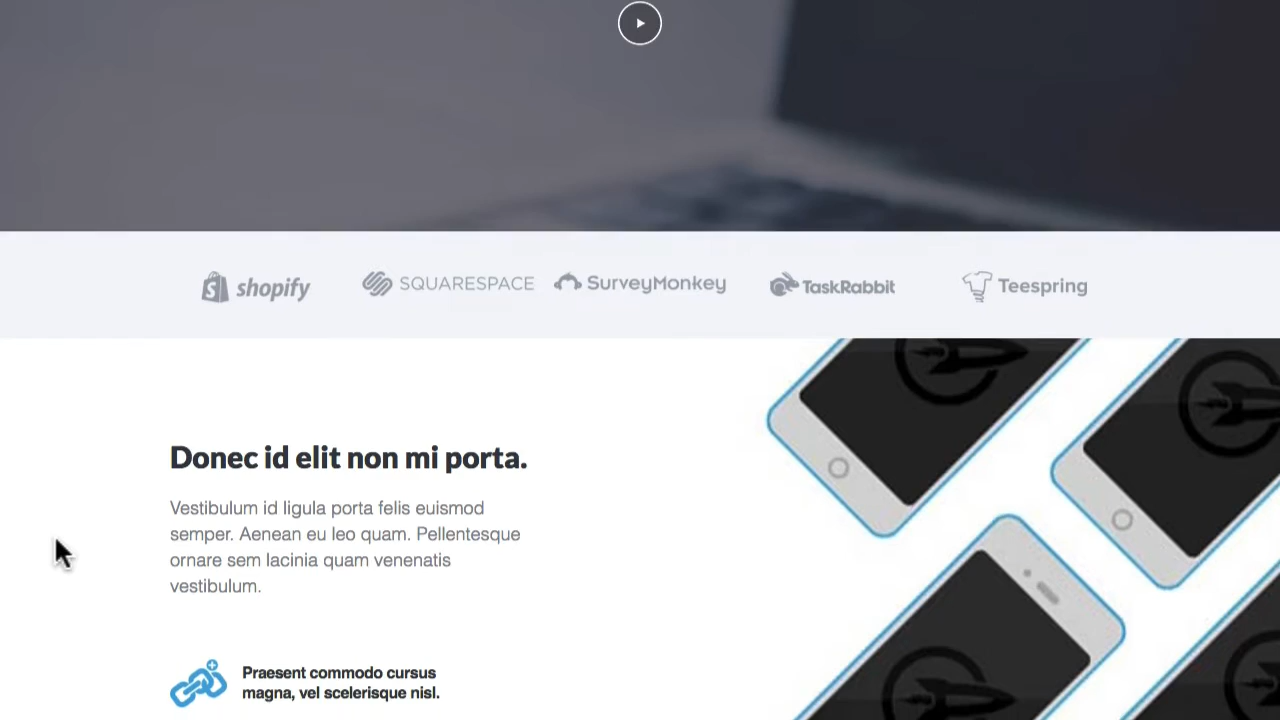 shopify SQUARESPACE SurveyMonkey TaskRabbit Teespring
Donec id elit non mi porta.
Vestibulum id ligula porta felis euismod
semper. Aenean eu leo quam. Pellentesque
ornare sem lacinia quam venenatis
vestibulum.
Praesent commodo cursus
magna, vel scelerisque nisl.